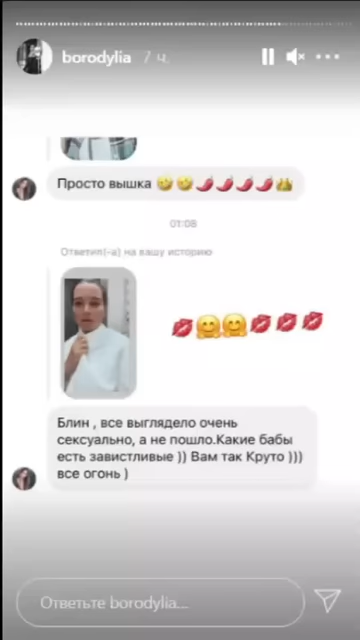 borodylia 7 ч.
Просто вышка 🤣🤣🌶️🌶️🌶️🌶️👑
01:08
Ответил(-а) на вашу историю
💋🤗🤗💋💋💋
Блин , все выглядело очень
сексуально, а не пошло.Какие бабы
есть завистливые )) Вам так Круто )))
все огонь )
Ответьте borodylia...